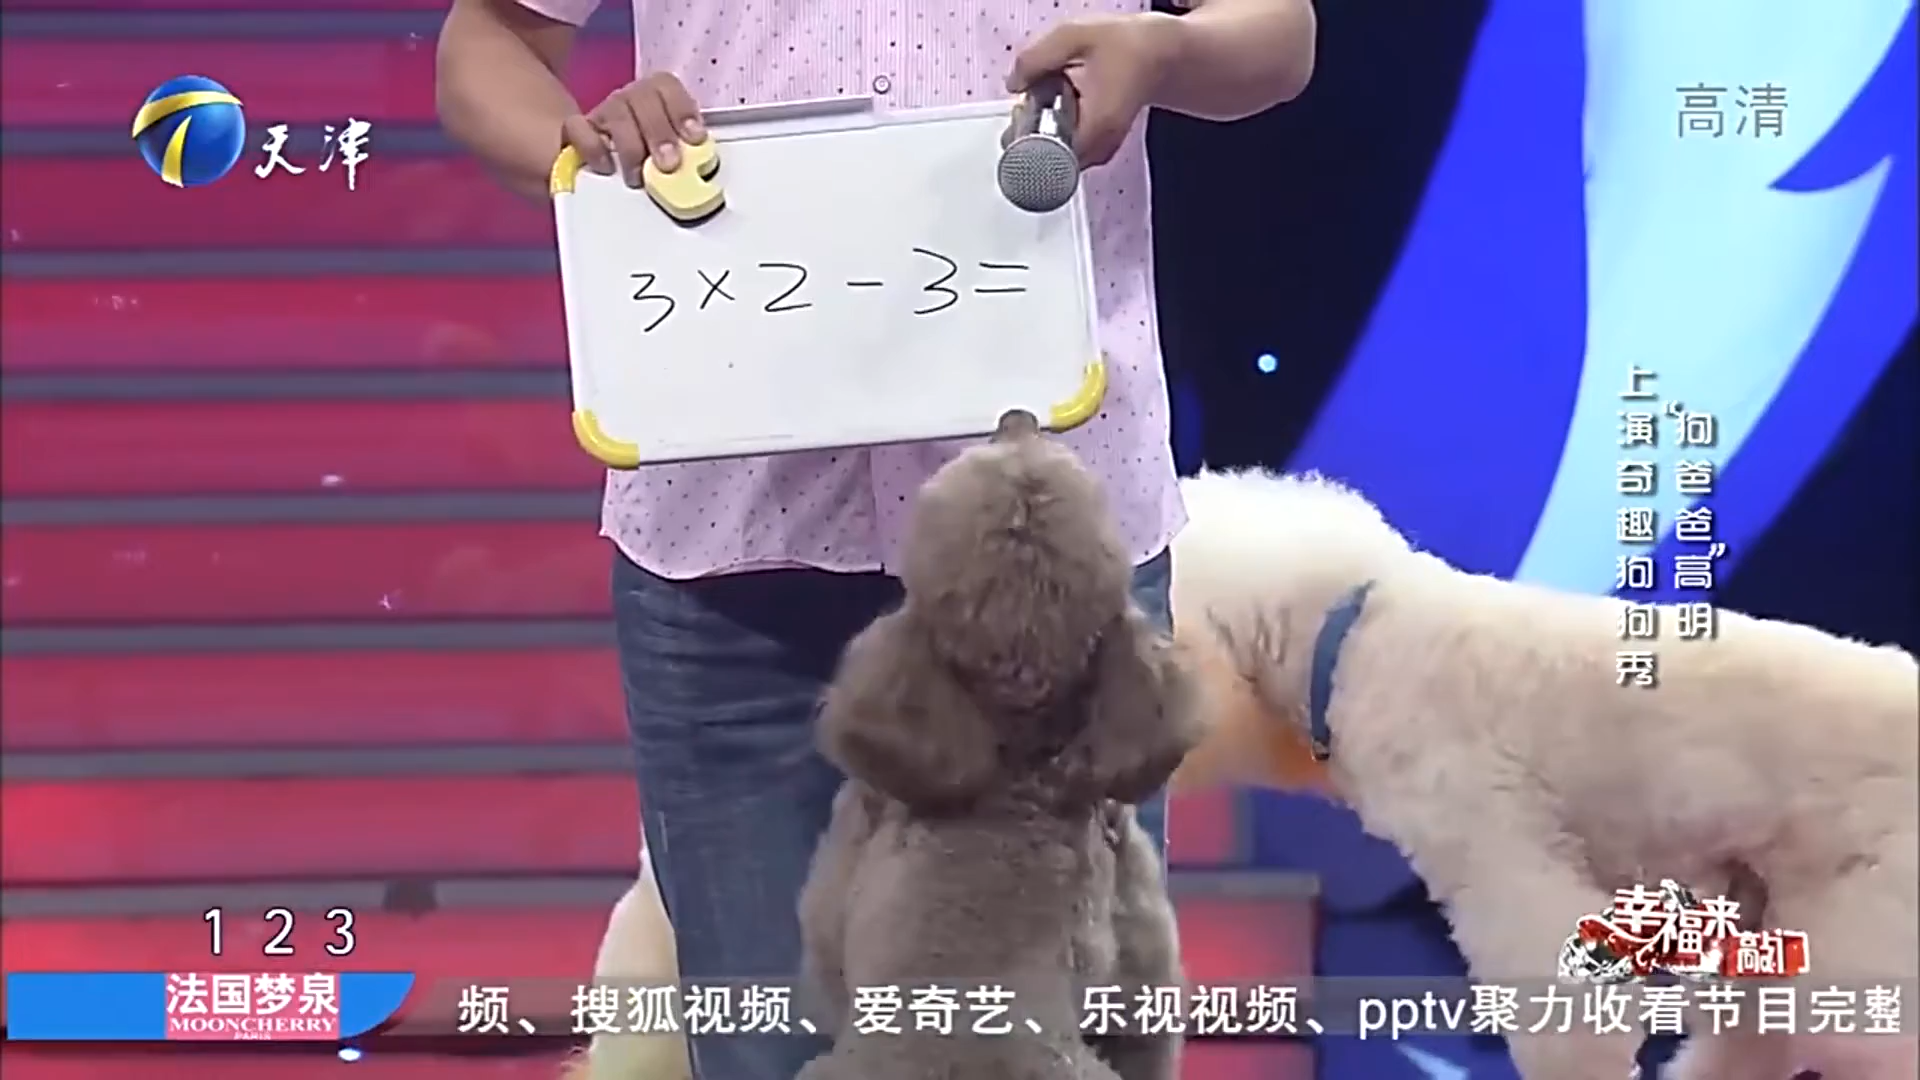 天津
高清
3×2-3=
"狗爸爸"高明
上演奇趣狗狗秀
1 2 3
幸福来敲门
法国梦泉
MOONCHERRY
PARIS
频、搜狐视频、爱奇艺、乐视视频、pptv聚力收看节目完整